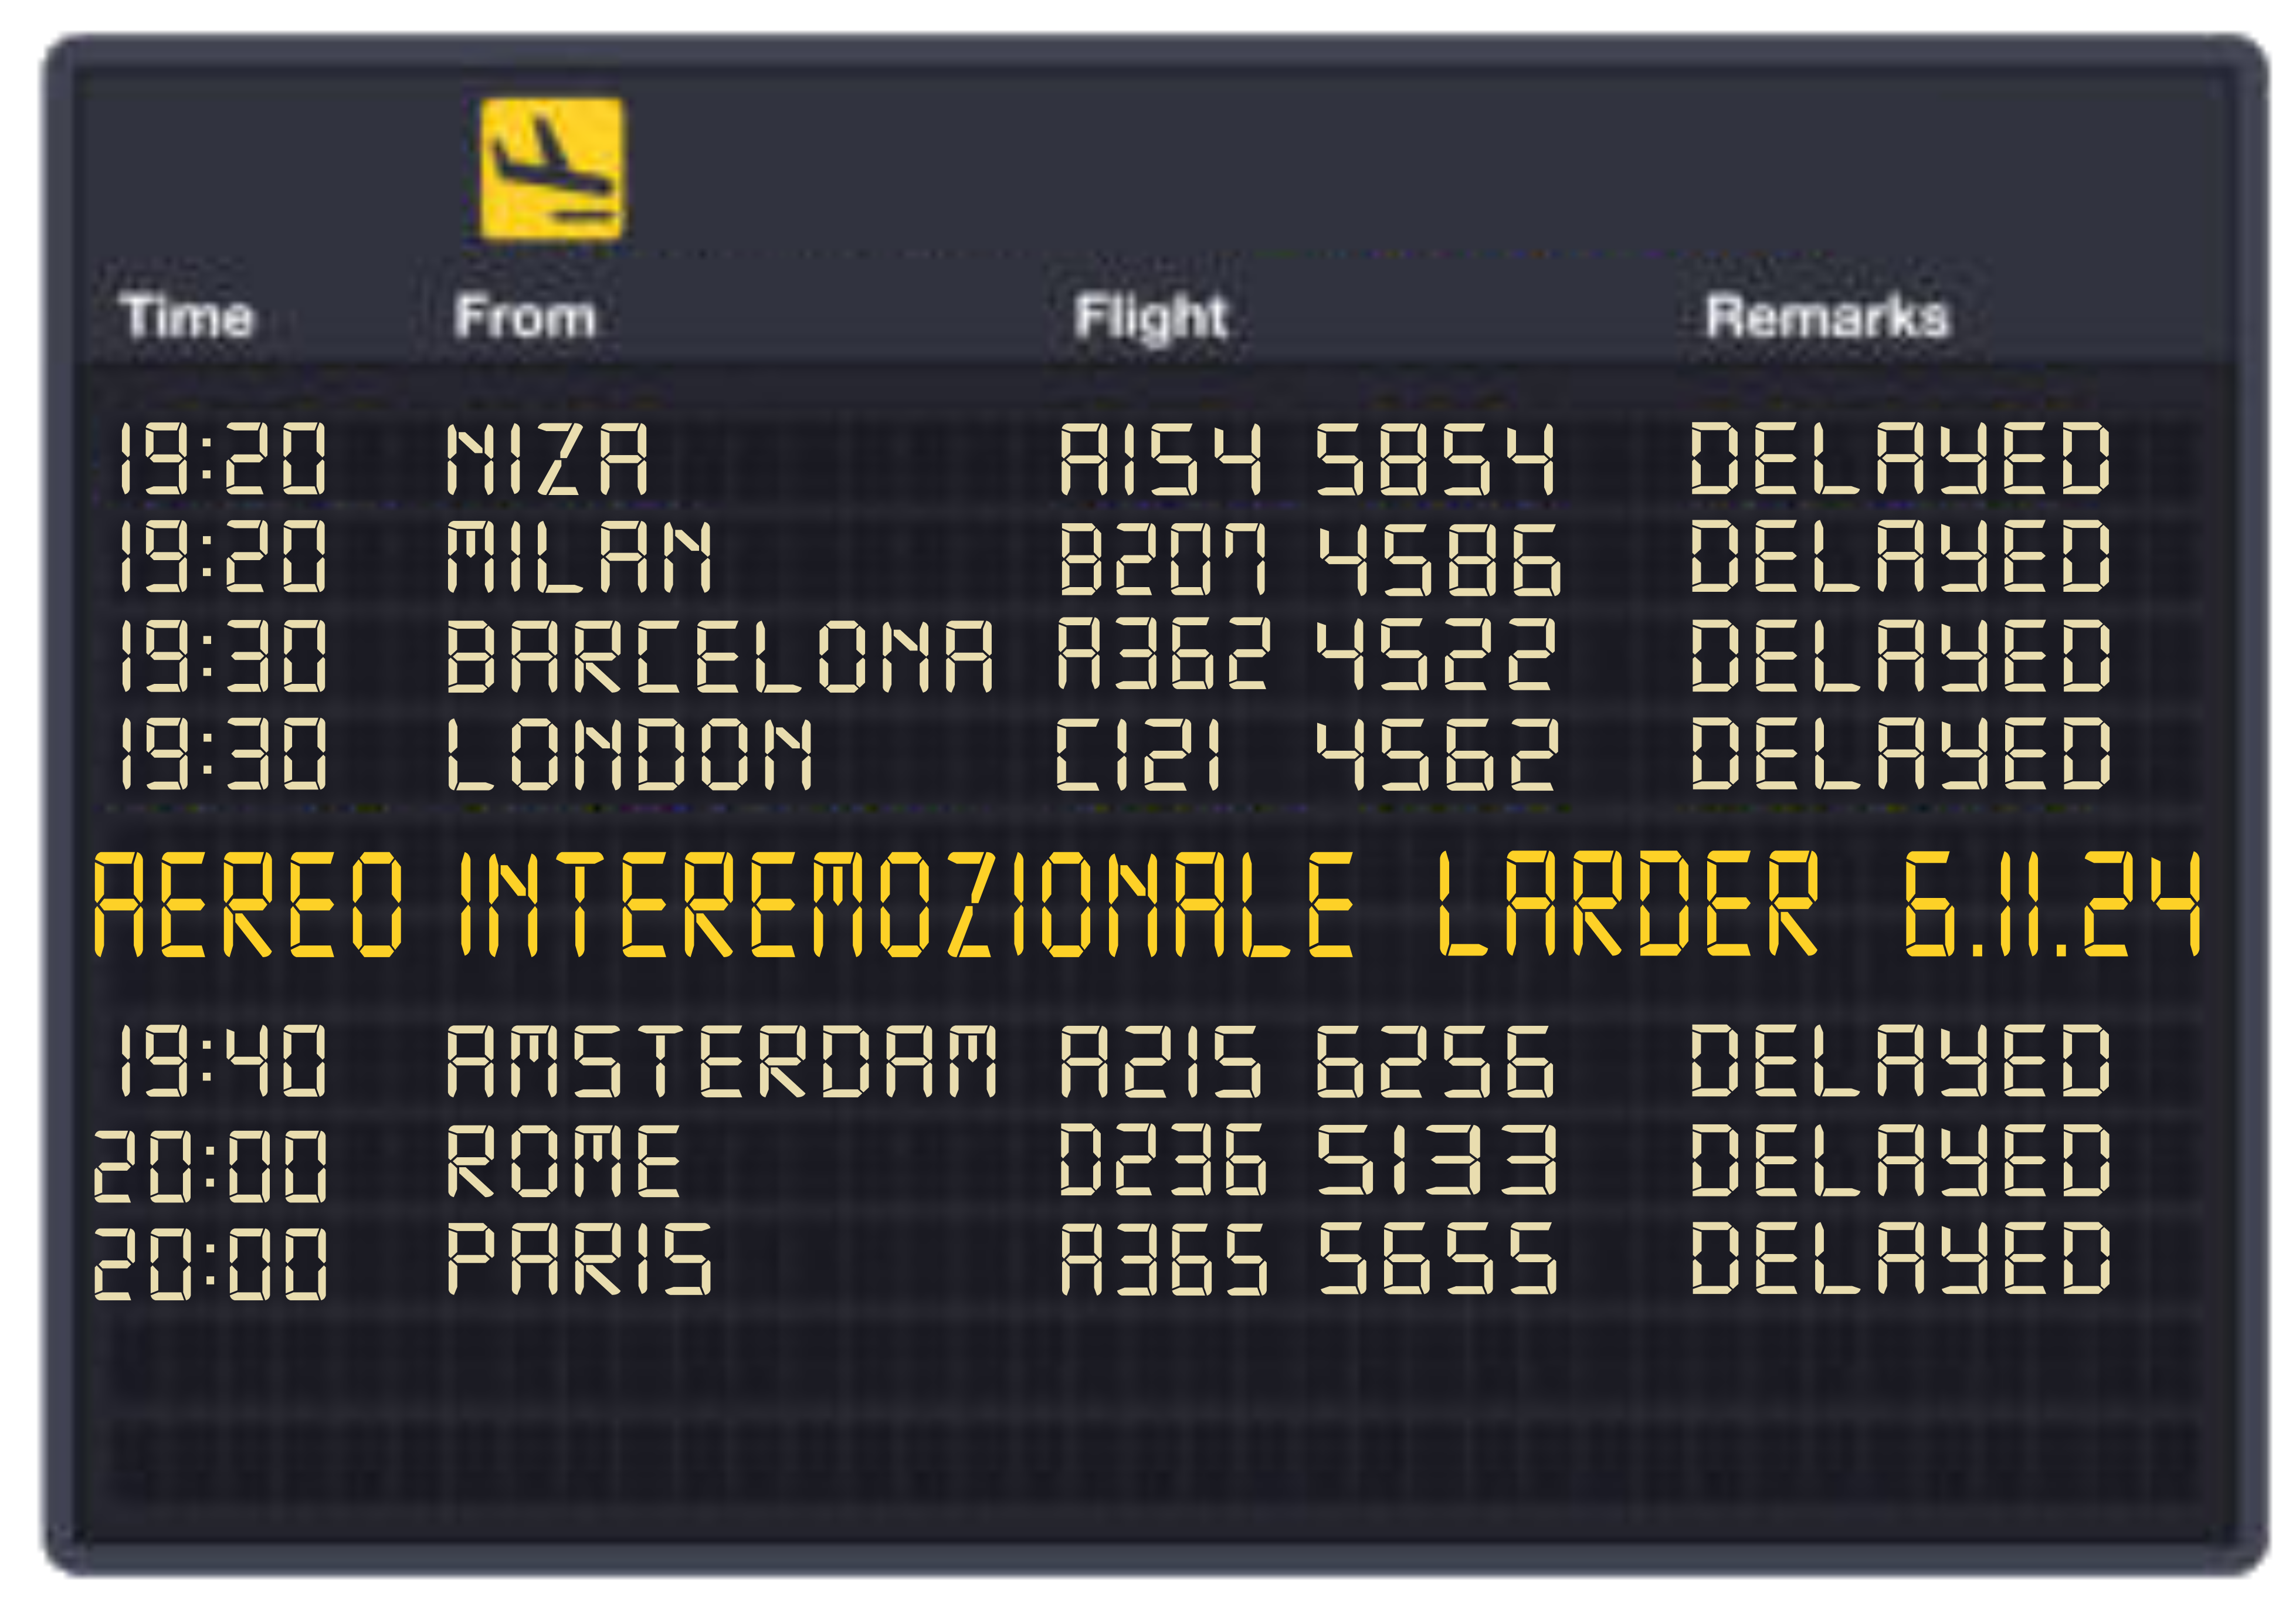 Time From Flight Remarks
19:20 NIZA A154 5854 DELAYED
19:20 MILAN B207 4586 DELAYED
19:30 BARCELONA A362 4522 DELAYED
19:30 LONDON C121 4562 DELAYED
AEREO INTEREMOZIONALE LARDER 6.11.24
19:40 AMSTERDAM A215 6256 DELAYED
20:00 ROME D236 5133 DELAYED
20:00 PARIS A365 5655 DELAYED